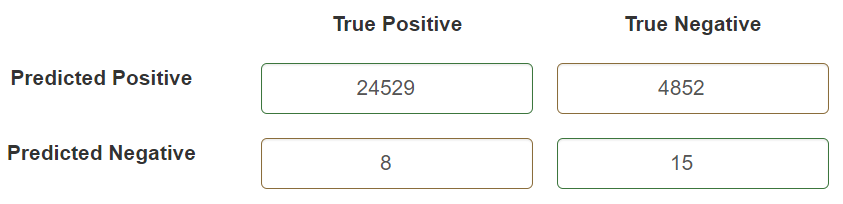 True Positive True Negative
Predicted Positive 24529 4852
Predicted Negative 8 15